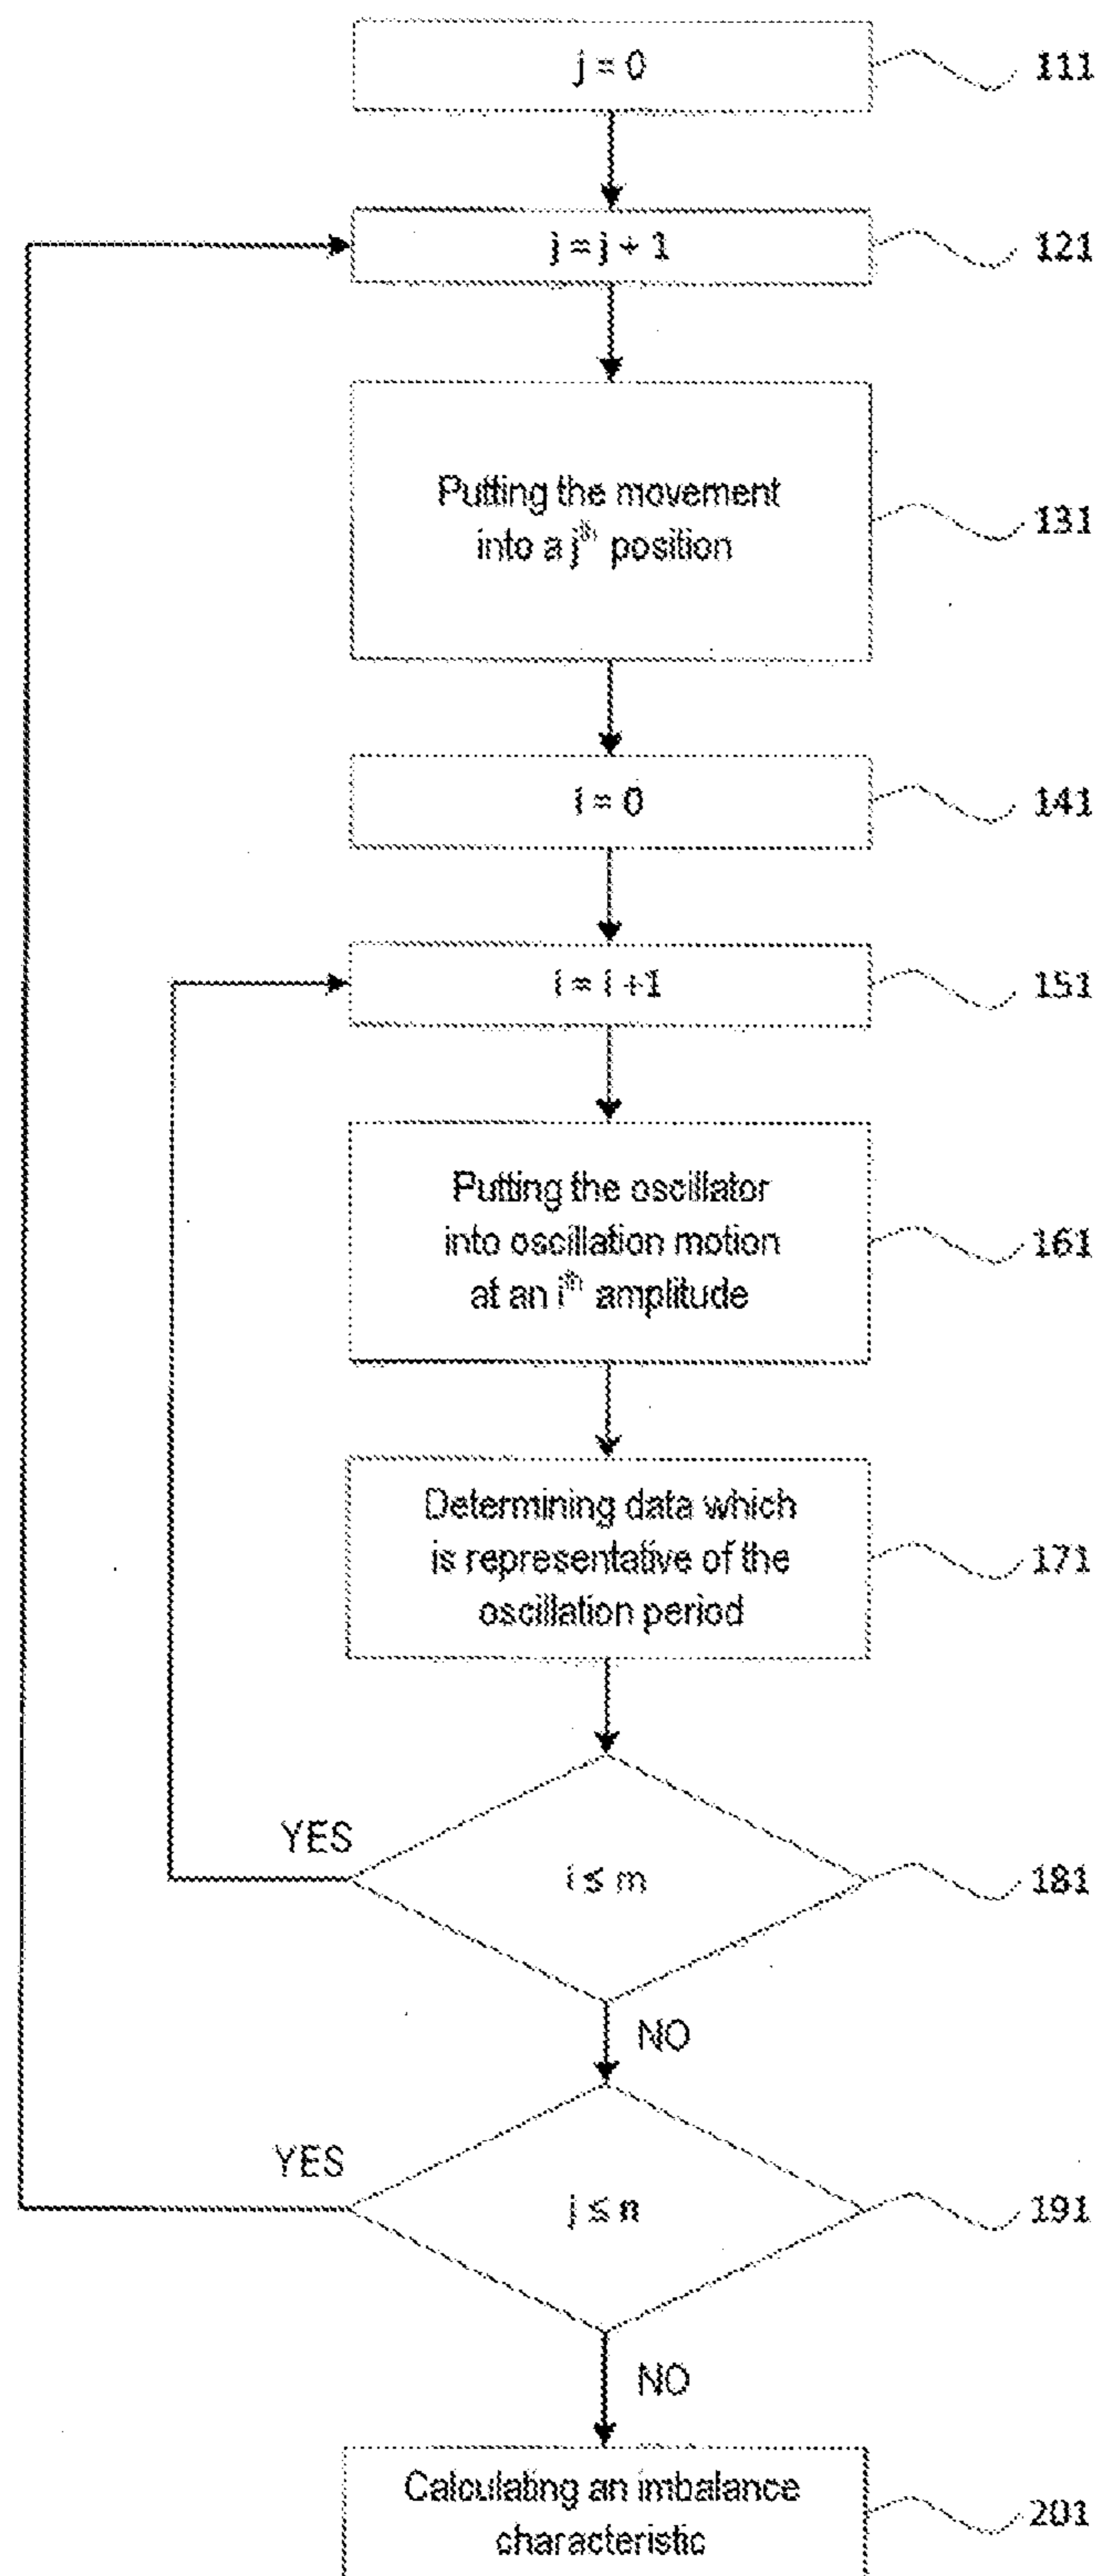 j = 0
111
j = j + 1
121
Putting the movement
into a jth position
131
i = 0
141
i = i +1
151
Putting the oscillator
into oscillation motion
at an ith amplitude
161
Determining data which
is representative of the
oscillation period
171
YES
i ≤ m
181
NO
YES
j ≤ n
191
NO
Calculating an imbalance
characteristic
201